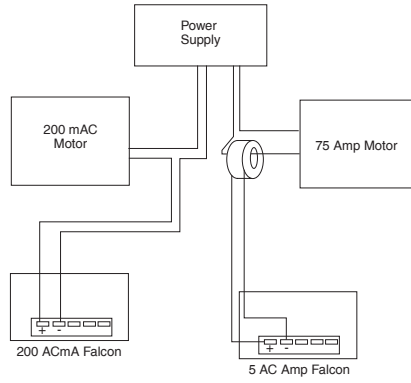 Power
Supply
200 mAC
Motor
75 Amp Motor
+ -
200 ACmA Falcon
+ -
5 AC Amp Falcon